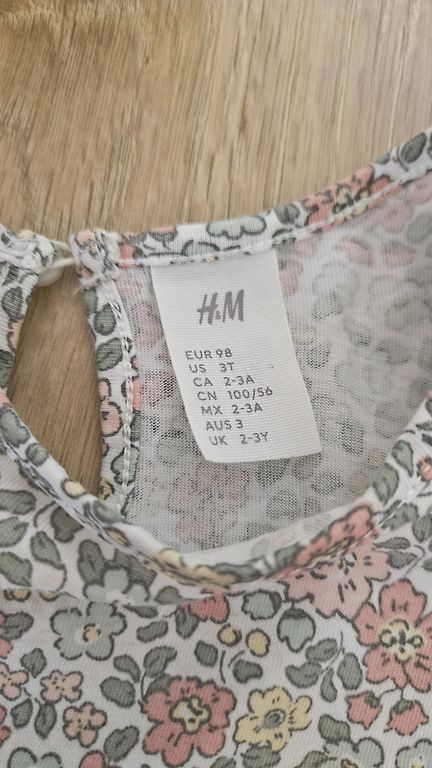 H&M
EUR 98
US 3T
CA 2-3A
CN 100/56
MX 2-3A
AUS 3
UK 2-3Y